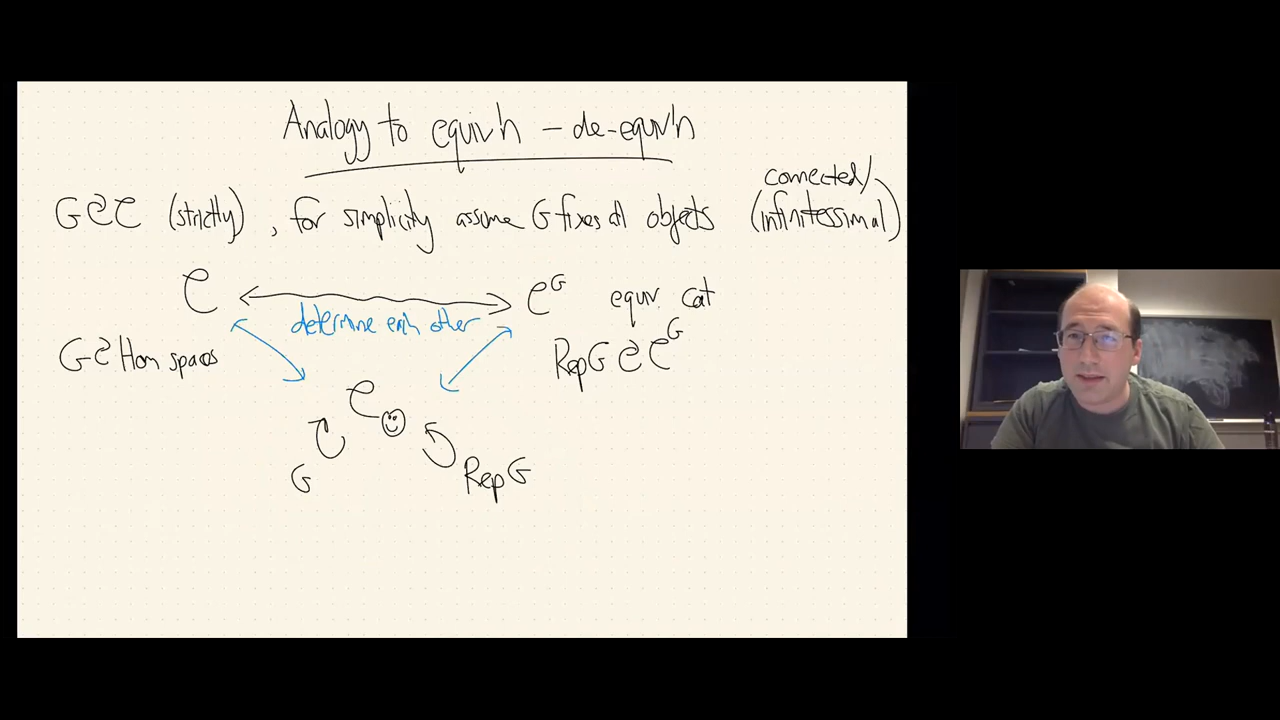 Analogy to equiv'n – de-equiv'n
G ⟳ C (strictly), for simplicity assume G fixes all objects (connected/infinitessimal)
C ⟷ C^G equiv. cat
determine each other
G ⟳ Hom spaces
Rep G ⟳ C^G
C
G
Rep G